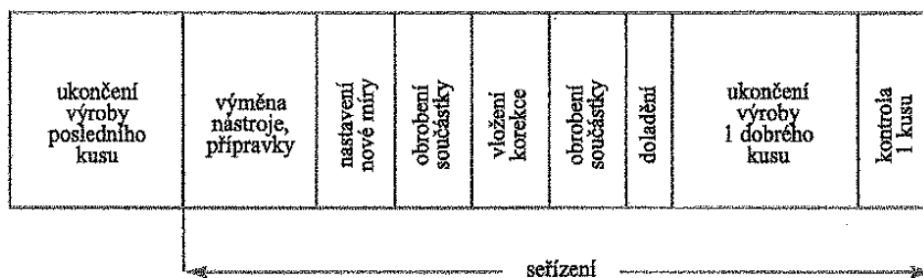 ukončení
výroby
posledního
kusu
výměna
nástroje,
přípravky
nastavení
nové míry
obrobení
součástky
vložení
korekce
obrobení
součástky
doladění
ukončení
výroby
1 dobrého
kusu
kontrola
1 kusu
seřízení